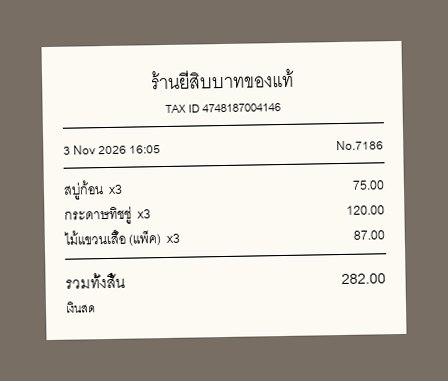 ร้านยี่สิบบาทของแท้
TAX ID 4748187004146
3 Nov 2026 16:05 No.7186
สบู่ก้อน x3 75.00
กระดาษทิชชู่ x3 120.00
ไม้แขวนเสื้อ (แพ็ค) x3 87.00
รวมทั้งสิ้น 282.00
เงินสด